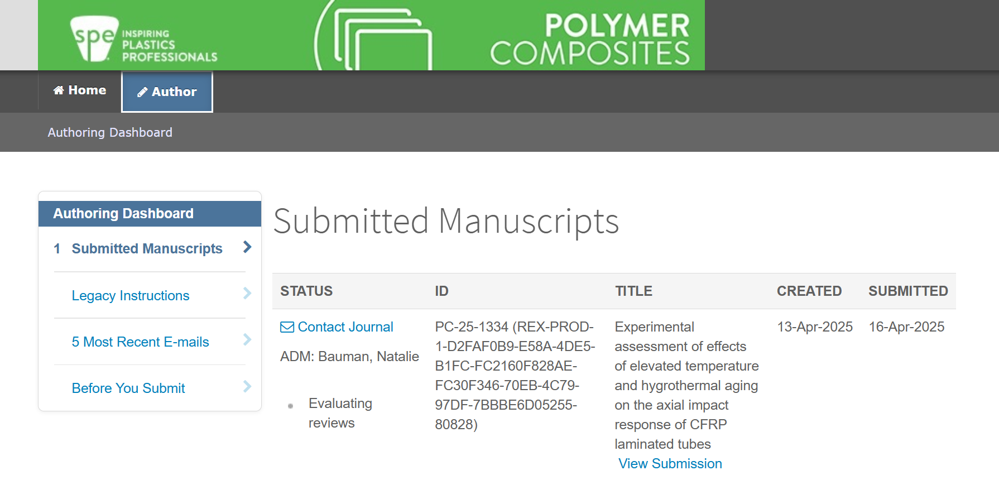 spe INSPIRING
PLASTICS
PROFESSIONALS
POLYMER
COMPOSITES
Home
Author
Authoring Dashboard
Authoring Dashboard
1 Submitted Manuscripts
Legacy Instructions
5 Most Recent E-mails
Before You Submit
Submitted Manuscripts
STATUS ID TITLE CREATED SUBMITTED
Contact Journal
ADM: Bauman, Natalie
Evaluating
reviews
PC-25-1334 (REX-PROD-
1-D2FAF0B9-E58A-4DE5-
B1FC-FC2160F828AE-
FC30F346-70EB-4C79-
97DF-7BBBE6D05255-
80828)
Experimental
assessment of effects
of elevated temperature
and hygrothermal aging
on the axial impact
response of CFRP
laminated tubes
View Submission
13-Apr-2025
16-Apr-2025